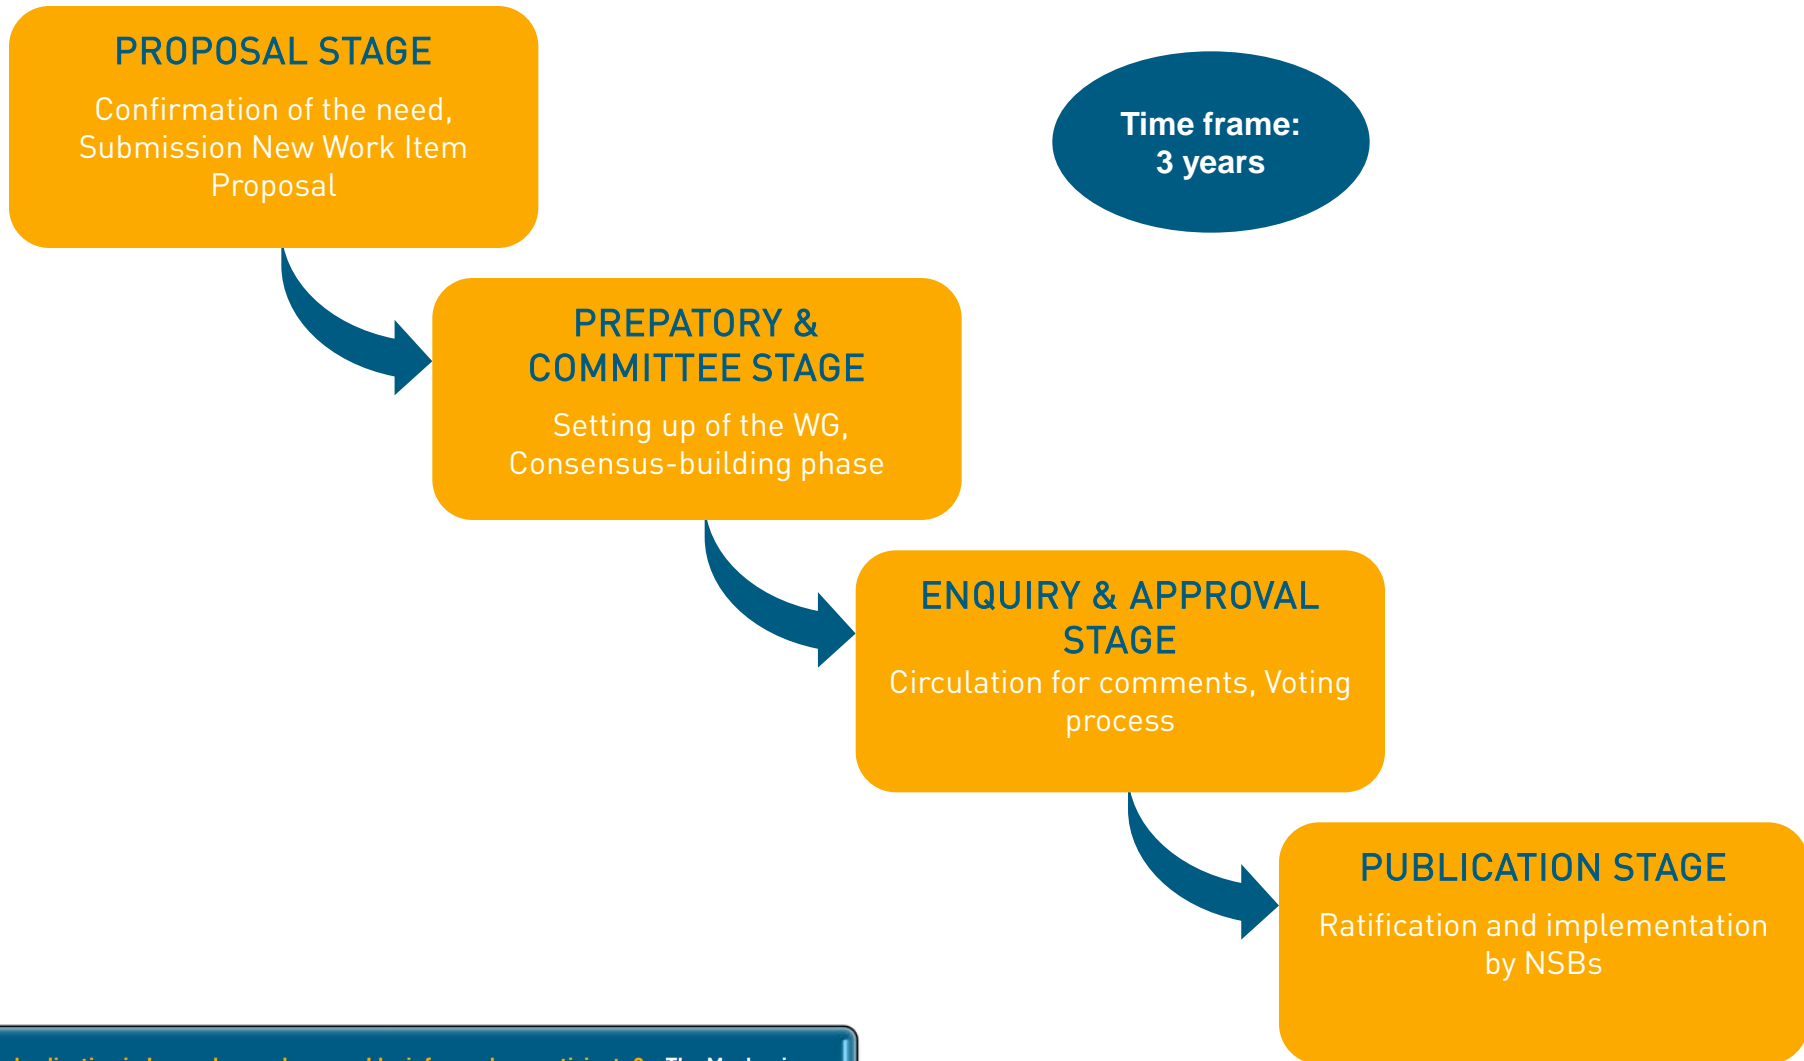 PROPOSAL STAGE
Confirmation of the need,
Submission New Work Item
Proposal
Time frame:
3 years
PREPATORY &
COMMITTEE STAGE
Setting up of the WG,
Consensus-building phase
ENQUIRY & APPROVAL
STAGE
Circulation for comments, Voting
process
PUBLICATION STAGE
Ratification and implementation
by NSBs